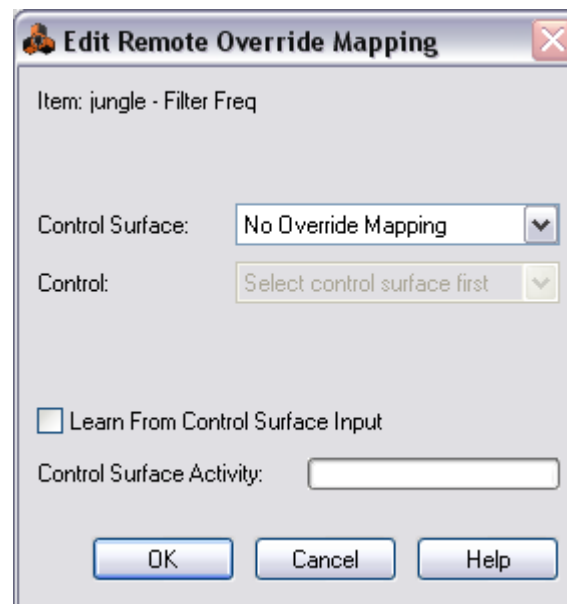 Edit Remote Override Mapping
Item: jungle - Filter Freq
Control Surface: No Override Mapping
Control: Select control surface first
Learn From Control Surface Input
Control Surface Activity:
OK Cancel Help